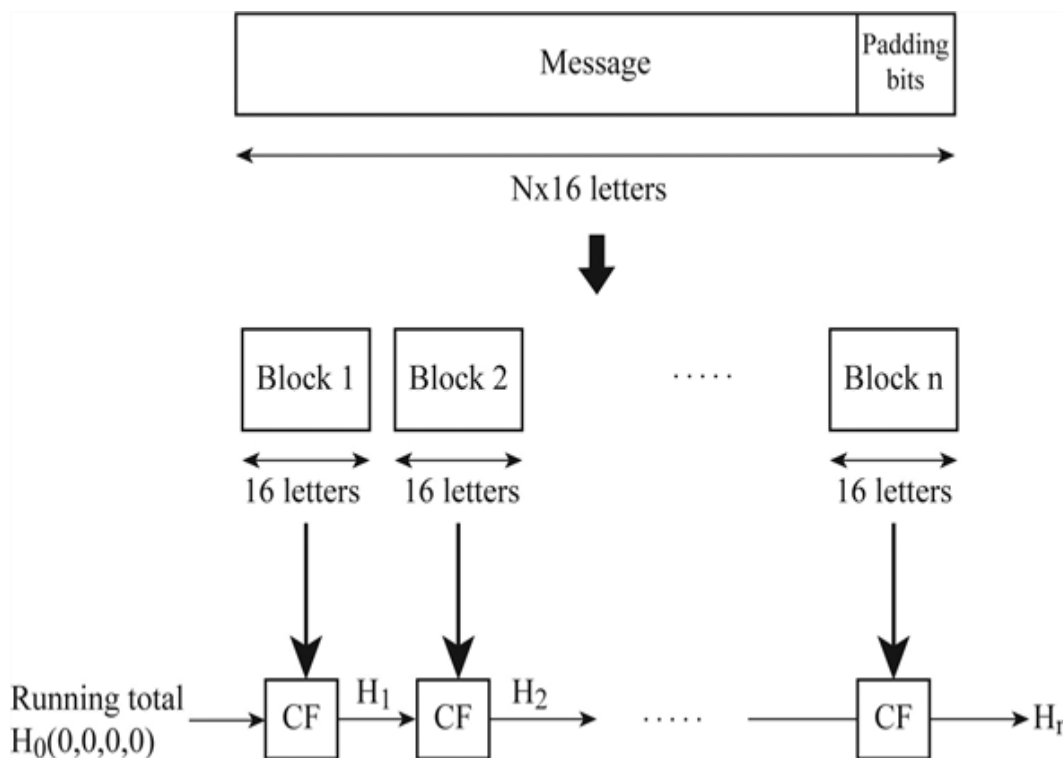 Message
Padding
bits
Nx16 letters
Block 1
Block 2
.....
Block n
16 letters
16 letters
16 letters
Running total
H₀(0,0,0,0)
CF
H₁
CF
H₂
.....
CF